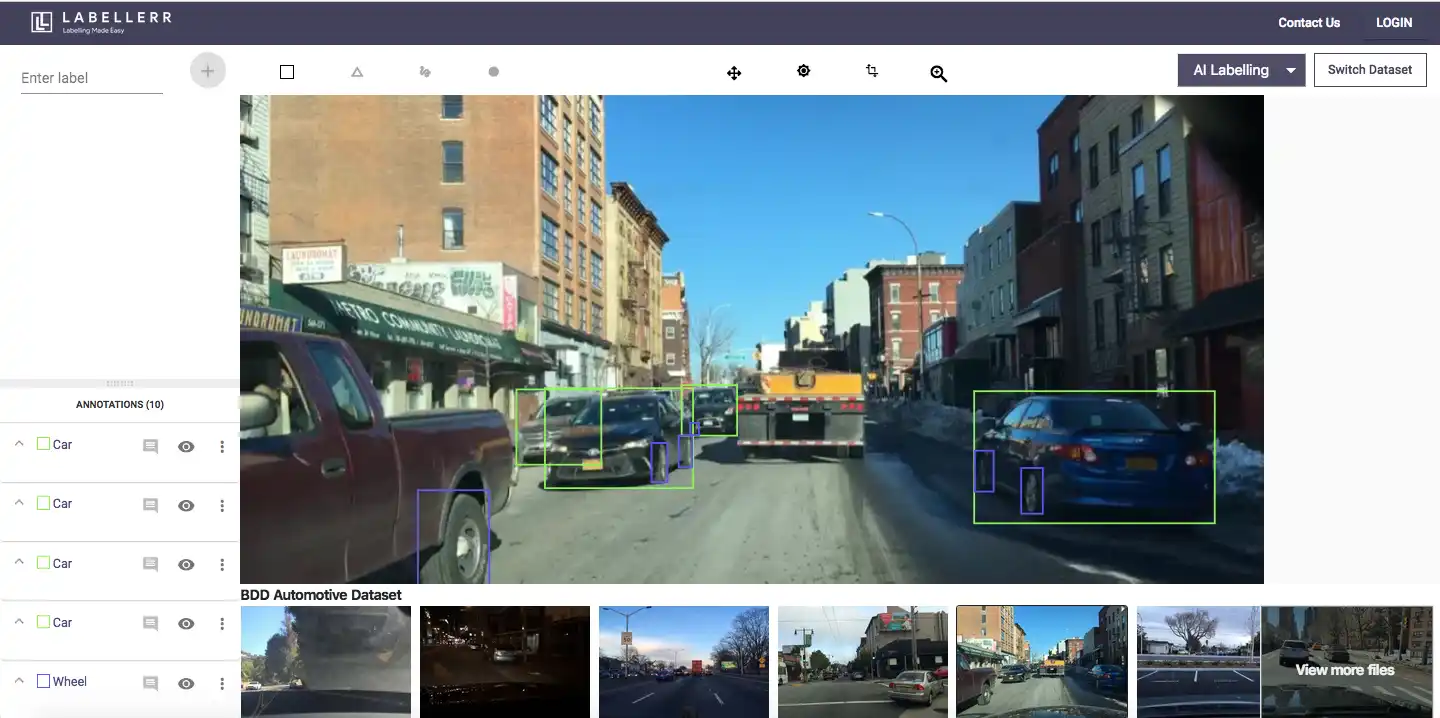 LABELLERR
Labelling Made Easy
Contact Us
LOGIN
Enter label
AI Labelling
Switch Dataset
LAUNDROMAT
METRO COMMUNITY LAUNDROMAT
ANNOTATIONS (10)
Car
Car
Car
Car
Wheel
BDD Automotive Dataset
View more files